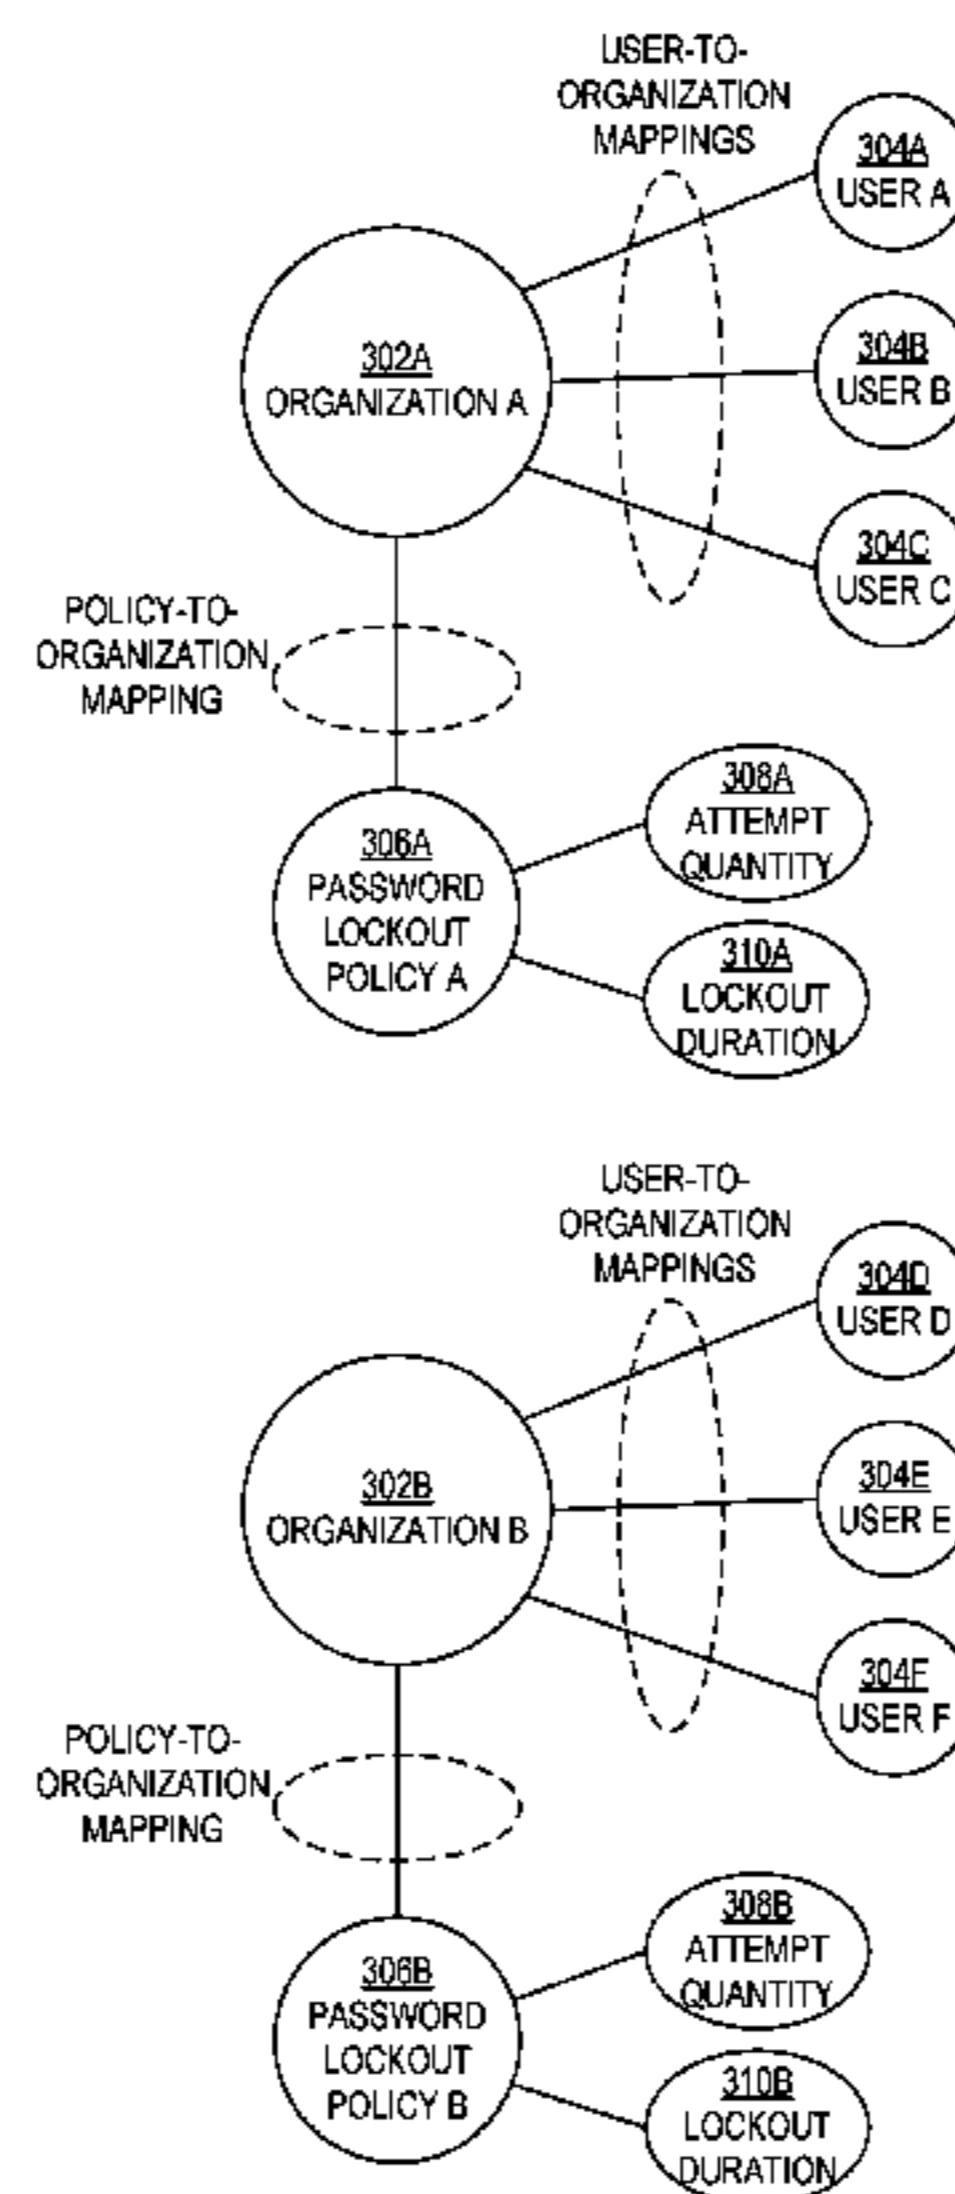 USER-TO-
ORGANIZATION
MAPPINGS
304A
USER A
302A
ORGANIZATION A
304B
USER B
304C
USER C
POLICY-TO-
ORGANIZATION
MAPPING
306A
PASSWORD
LOCKOUT
POLICY A
308A
ATTEMPT
QUANTITY
310A
LOCKOUT
DURATION
USER-TO-
ORGANIZATION
MAPPINGS
304D
USER D
302B
ORGANIZATION B
304E
USER E
304F
USER F
POLICY-TO-
ORGANIZATION
MAPPING
306B
PASSWORD
LOCKOUT
POLICY B
308B
ATTEMPT
QUANTITY
310B
LOCKOUT
DURATION